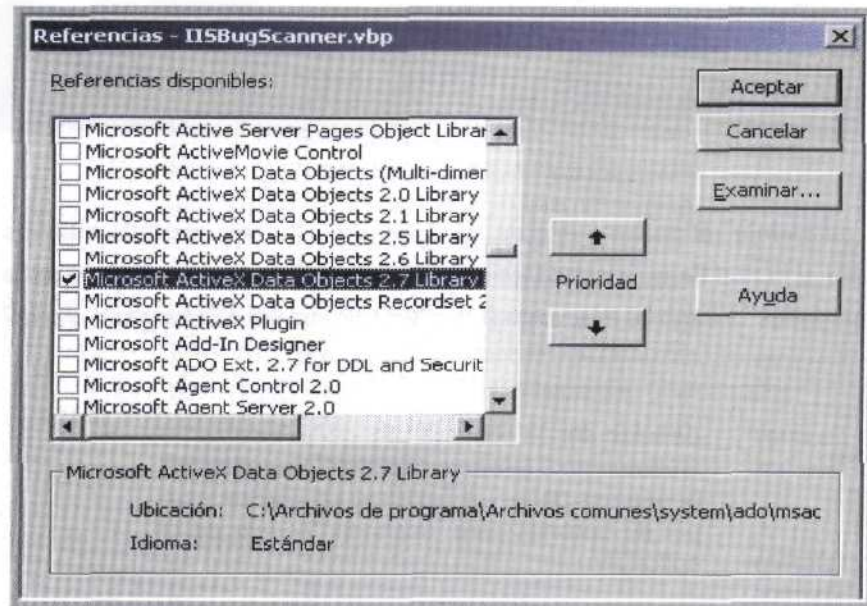 Referencias - IISBugScanner.vbp
Referencias disponibles:
Aceptar
Cancelar
Examinar...
Ayuda
Microsoft Active Server Pages Object Librar
Microsoft ActiveMovie Control
Microsoft ActiveX Data Objects (Multi-dimer
Microsoft ActiveX Data Objects 2.0 Library
Microsoft ActiveX Data Objects 2.1 Library
Microsoft ActiveX Data Objects 2.5 Library
Microsoft ActiveX Data Objects 2.6 Library
Microsoft ActiveX Data Objects 2.7 Library
Microsoft ActiveX Data Objects Recordset 2
Microsoft ActiveX Plugin
Microsoft Add-In Designer
Microsoft ADO Ext. 2.7 for DDL and Securit
Microsoft Agent Control 2.0
Microsoft Agent Server 2.0
Prioridad
Microsoft ActiveX Data Objects 2.7 Library
Ubicación: C:\Archivos de programa\Archivos comunes\system\ado\msac
Idioma: Estándar